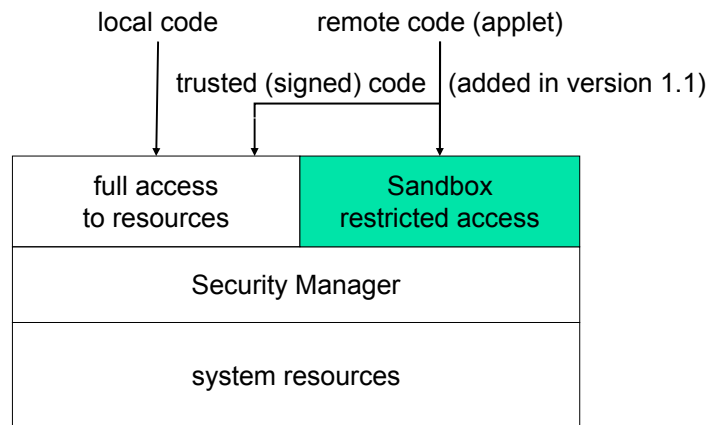 local code
remote code (applet)
trusted (signed) code
(added in version 1.1)
full access
to resources
Sandbox
restricted access
Security Manager
system resources